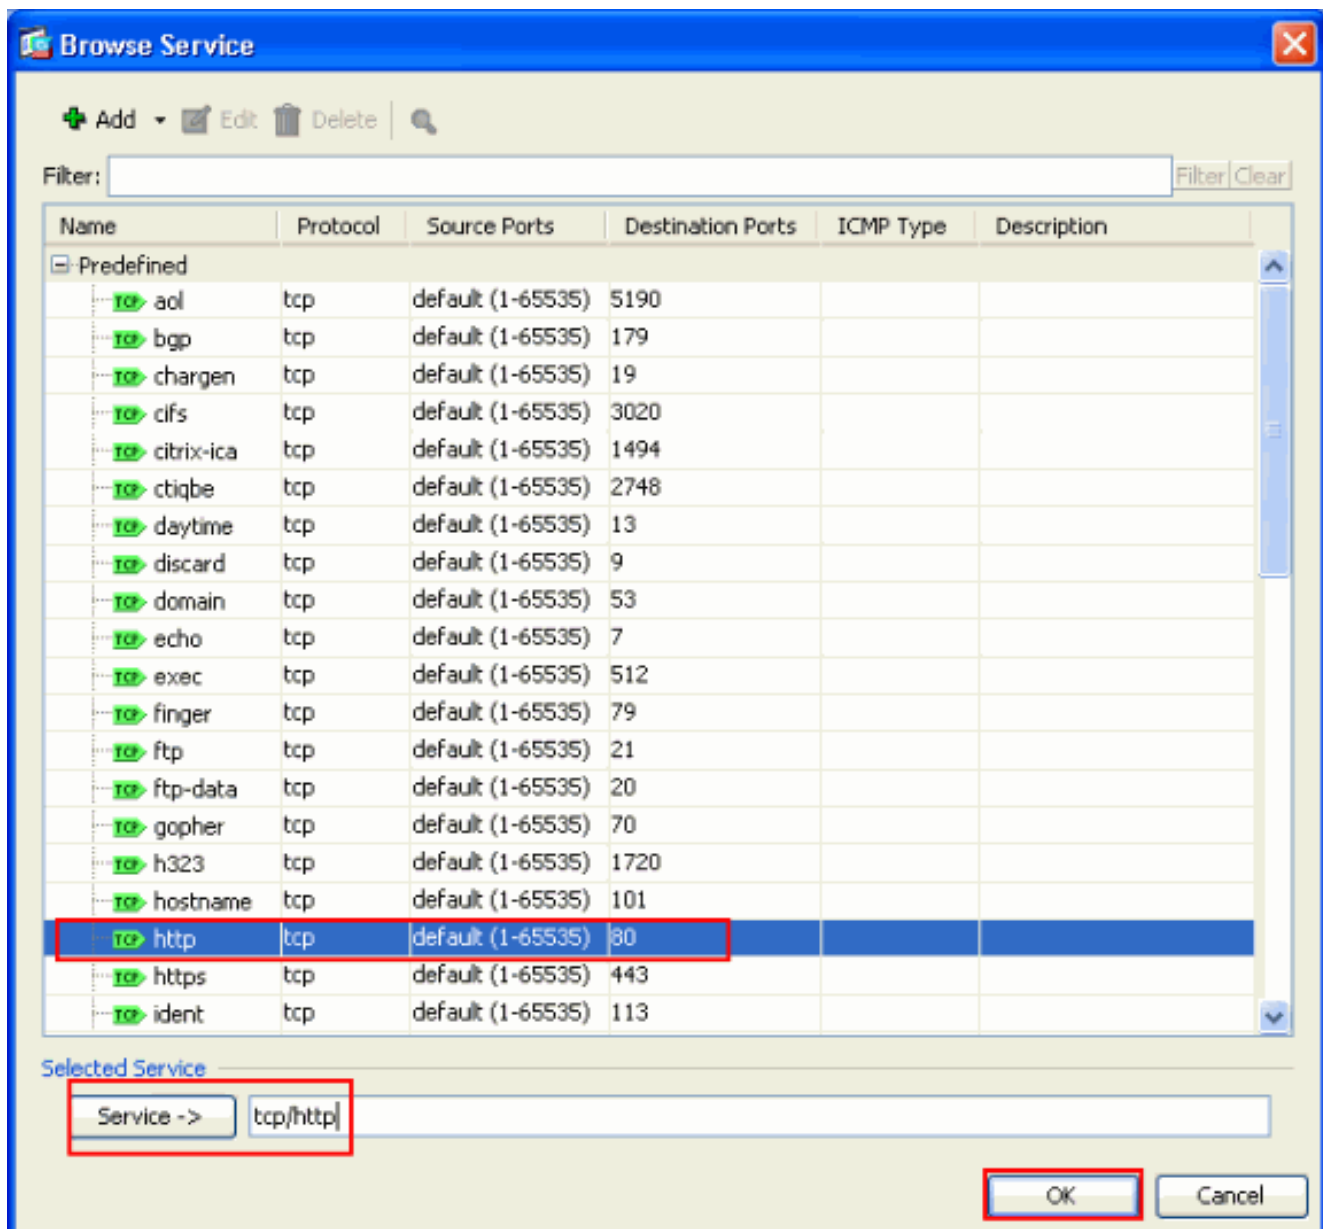 Browse Service
Add Edit Delete
Filter: Filter Clear
Name Protocol Source Ports Destination Ports ICMP Type Description
Predefined
TCP aol tcp default (1-65535) 5190
TCP bgp tcp default (1-65535) 179
TCP chargen tcp default (1-65535) 19
TCP cifs tcp default (1-65535) 3020
TCP citrix-ica tcp default (1-65535) 1494
TCP ctiqbe tcp default (1-65535) 2748
TCP daytime tcp default (1-65535) 13
TCP discard tcp default (1-65535) 9
TCP domain tcp default (1-65535) 53
TCP echo tcp default (1-65535) 7
TCP exec tcp default (1-65535) 512
TCP finger tcp default (1-65535) 79
TCP ftp tcp default (1-65535) 21
TCP ftp-data tcp default (1-65535) 20
TCP gopher tcp default (1-65535) 70
TCP h323 tcp default (1-65535) 1720
TCP hostname tcp default (1-65535) 101
TCP http tcp default (1-65535) 80
TCP https tcp default (1-65535) 443
TCP ident tcp default (1-65535) 113
Selected Service
Service -> tcp/http
OK Cancel